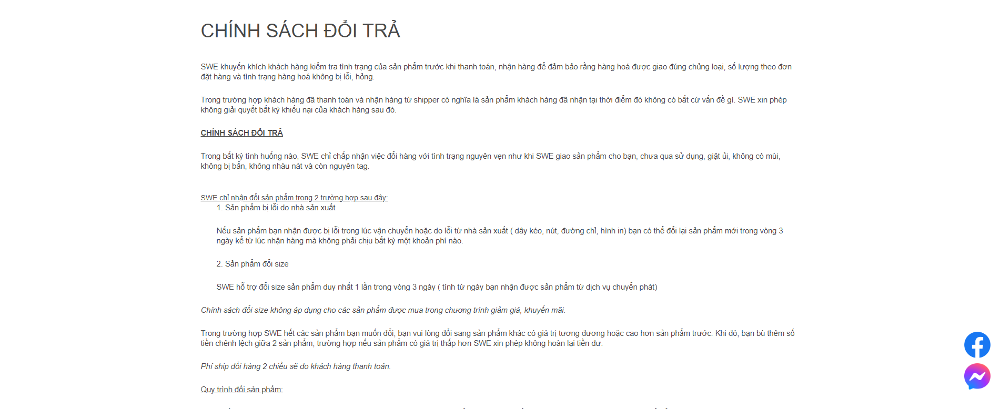 CHÍNH SÁCH ĐỔI TRẢ
SWE khuyến khích khách hàng kiểm tra tình trạng của sản phẩm trước khi thanh toán, nhận hàng để đảm bảo rằng hàng hoá được giao đúng chủng loại, số lượng theo đơn
đặt hàng và tình trạng hàng hoá không bị lỗi, hỏng.
Trong trường hợp khách hàng đã thanh toán và nhận hàng từ shipper có nghĩa là sản phẩm khách hàng đã nhận tại thời điểm đó không có bất cứ vấn đề gì. SWE xin phép
không giải quyết bất kỳ khiếu nại của khách hàng sau đó.
CHÍNH SÁCH ĐỔI TRẢ
Trong bất kỳ tình huống nào, SWE chỉ chấp nhận việc đổi hàng với tình trạng nguyên vẹn như khi SWE giao sản phẩm cho bạn, chưa qua sử dụng, giặt ủi, không có mùi,
không bị bẩn, không nhàu nát và còn nguyên tag.
SWE chỉ nhận đổi sản phẩm trong 2 trường hợp sau đây:
1. Sản phẩm bị lỗi do nhà sản xuất
Nếu sản phẩm bạn nhận được bị lỗi trong lúc vận chuyển hoặc do lỗi từ nhà sản xuất ( dây kéo, nút, đường chỉ, hình in) bạn có thể đổi lại sản phẩm mới trong vòng 3
ngày kể từ lúc nhận hàng mà không phải chịu bất kỳ một khoản phí nào.
2. Sản phẩm đổi size
SWE hỗ trợ đổi size sản phẩm duy nhất 1 lần trong vòng 3 ngày ( tính từ ngày bạn nhận được sản phẩm từ dịch vụ chuyển phát)
Chính sách đổi size không áp dụng cho các sản phẩm được mua trong chương trình giảm giá, khuyến mãi.
Trong trường hợp SWE hết các sản phẩm bạn muốn đổi, bạn vui lòng đổi sang sản phẩm khác có giá trị tương đương hoặc cao hơn sản phẩm trước. Khi đó, bạn bù thêm số
tiền chênh lệch giữa 2 sản phẩm, trường hợp nếu sản phẩm có giá trị thấp hơn SWE xin phép không hoàn lại tiền dư.
Phí ship đổi hàng 2 chiều sẽ do khách hàng thanh toán.
Quy trình đổi sản phẩm: